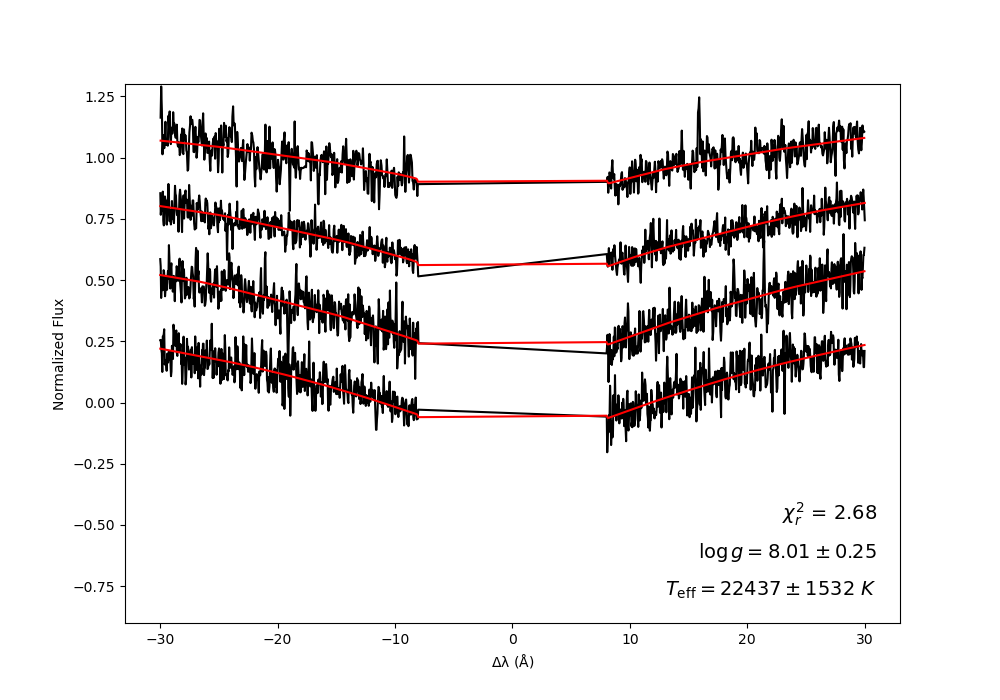 1.25
1.00
0.75
0.50
0.25
0.00
−0.25
−0.50
−0.75
Normalized Flux
χ²ᵣ = 2.68
log g = 8.01 ± 0.25
T_eff = 22437 ± 1532 K
−30 −20 −10 0 10 20 30
Δλ (Å)